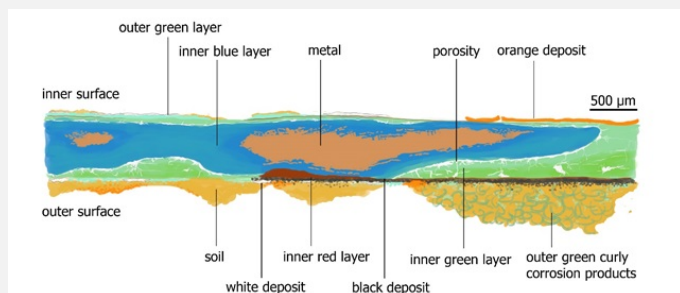 outer green layer
inner blue layer
metal
porosity
orange deposit
inner surface
500 µm
outer surface
soil
inner red layer
inner green layer
outer green curly
corrosion products
white deposit
black deposit